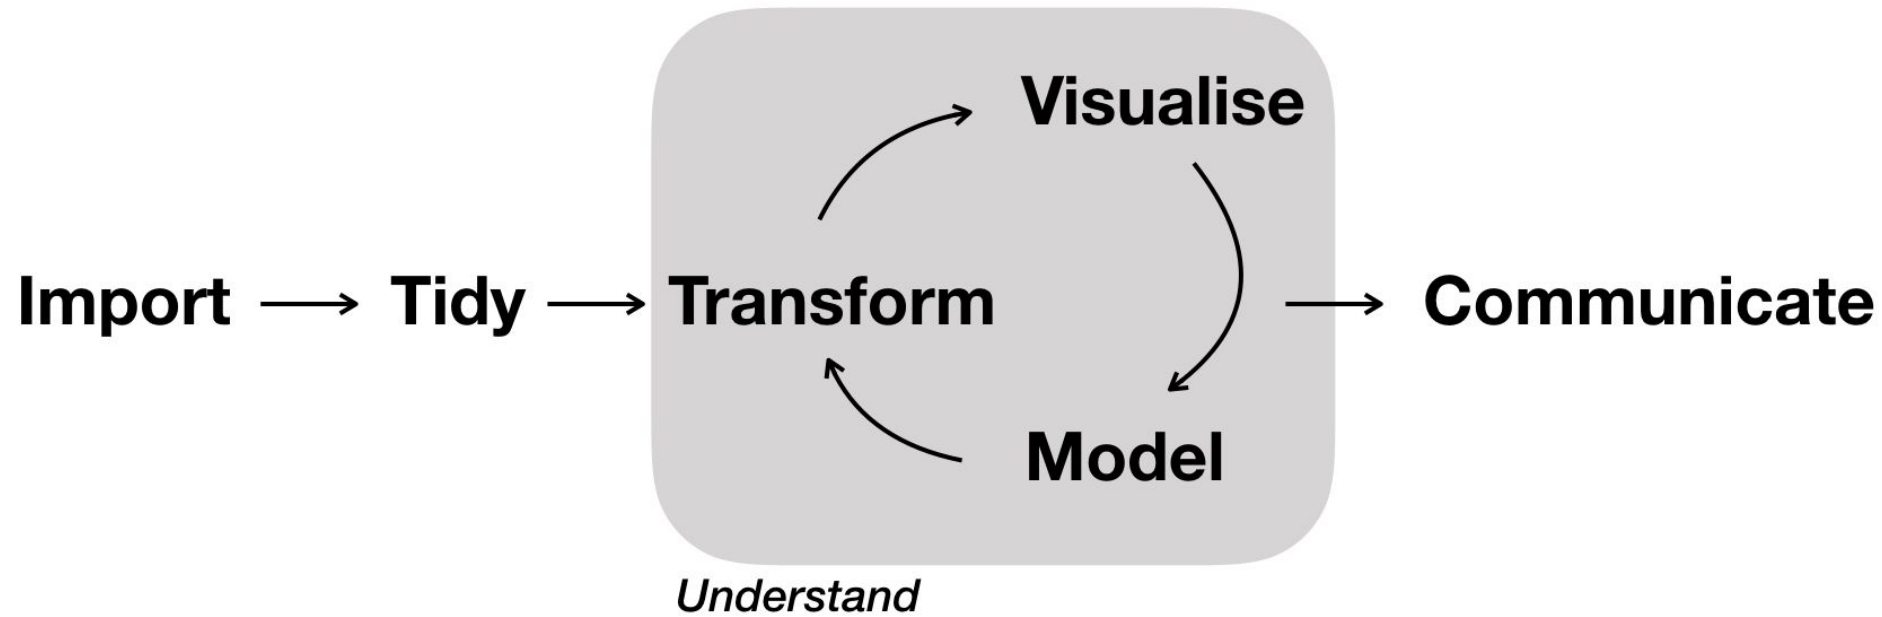 Visualise
Import
Tidy
Transform
Communicate
Model
Understand